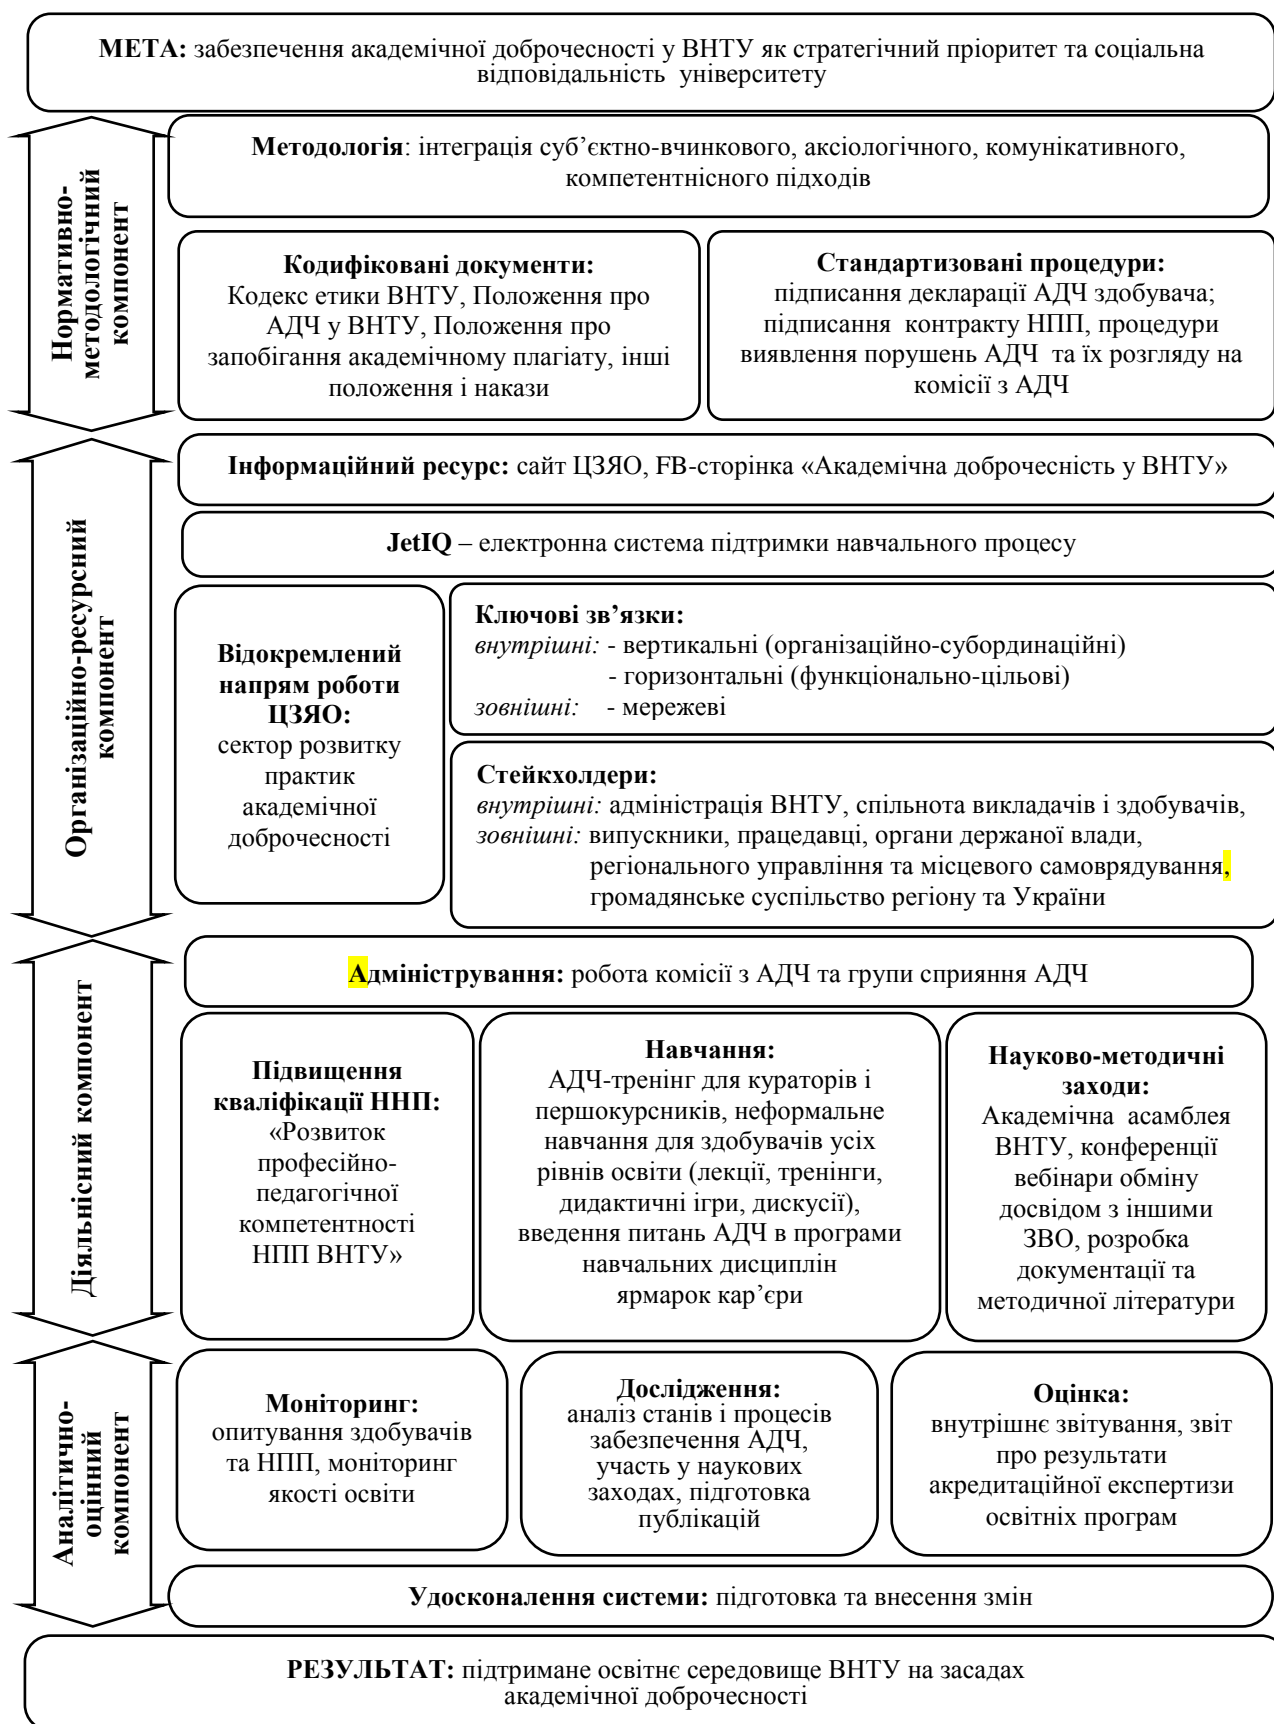 МЕТА: забезпечення академічної доброчесності у ВНТУ як стратегічний пріоритет та соціальна
відповідальність університету
Нормативно-
методологічний
компонент
Методологія: інтеграція суб’єктно-вчинкового, аксіологічного, комунікативного,
компетентнісного підходів
Кодифіковані документи:
Кодекс етики ВНТУ, Положення про
АДЧ у ВНТУ, Положення про
запобігання академічному плагіату, інші
положення і накази
Стандартизовані процедури:
підписання декларації АДЧ здобувача;
підписання контракту НПП, процедури
виявлення порушень АДЧ та їх розгляду на
комісії з АДЧ
Організаційно-ресурсний
компонент
Інформаційний ресурс: сайт ЦЗЯО, FB-сторінка «Академічна доброчесність у ВНТУ»
JetIQ – електронна система підтримки навчального процесу
Відокремлений
напрям роботи
ЦЗЯО:
сектор розвитку
практик
академічної
доброчесності
Ключові зв’язки:
внутрішні: - вертикальні (організаційно-субординаційні)
- горизонтальні (функціонально-цільові)
зовнішні: - мережеві
Стейкхолдери:
внутрішні: адміністрація ВНТУ, спільнота викладачів і здобувачів,
зовнішні: випускники, працедавці, органи держаної влади,
регіонального управління та місцевого самоврядування,
громадянське суспільство регіону та України
Діяльнісний компонент
Адміністрування: робота комісії з АДЧ та групи сприяння АДЧ
Підвищення
кваліфікації ННП:
«Розвиток
професійно-
педагогічної
компетентності
НПП ВНТУ»
Навчання:
АДЧ-тренінг для кураторів і
першокурсників, неформальне
навчання для здобувачів усіх
рівнів освіти (лекції, тренінги,
дидактичні ігри, дискусії),
введення питань АДЧ в програми
навчальних дисциплін
ярмарок кар’єри
Науково-методичні
заходи:
Академічна асамблея
ВНТУ, конференції
вебінари обміну
досвідом з іншими
ЗВО, розробка
документації та
методичної літератури
Аналітично-
оцінний
компонент
Моніторинг:
опитування здобувачів
та НПП, моніторинг
якості освіти
Дослідження:
аналіз станів і процесів
забезпечення АДЧ,
участь у наукових
заходах, підготовка
публікацій
Оцінка:
внутрішнє звітування, звіт
про результати
акредитаційної експертизи
освітніх програм
Удосконалення системи: підготовка та внесення змін
РЕЗУЛЬТАТ: підтримане освітнє середовище ВНТУ на засадах
академічної доброчесності